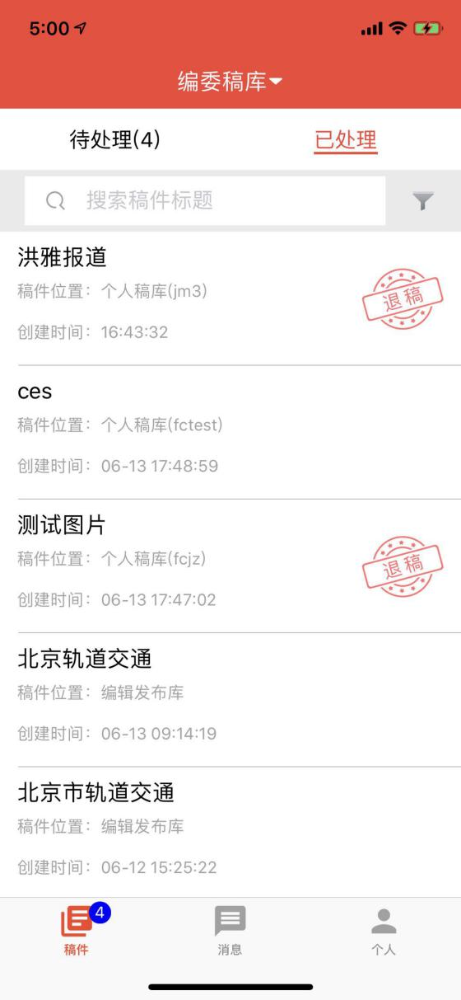 5:00
编委稿库
待处理(4)
已处理
搜索稿件标题
洪雅报道
稿件位置：个人稿库(jm3)
退稿
创建时间：16:43:32
ces
稿件位置：个人稿库(fctest)
创建时间：06-13 17:48:59
测试图片
稿件位置：个人稿库(fcjz)
退稿
创建时间：06-13 17:47:02
北京轨道交通
稿件位置：编辑发布库
创建时间：06-13 09:14:19
北京市轨道交通
稿件位置：编辑发布库
创建时间：06-12 15:25:22
4
稿件
消息
个人